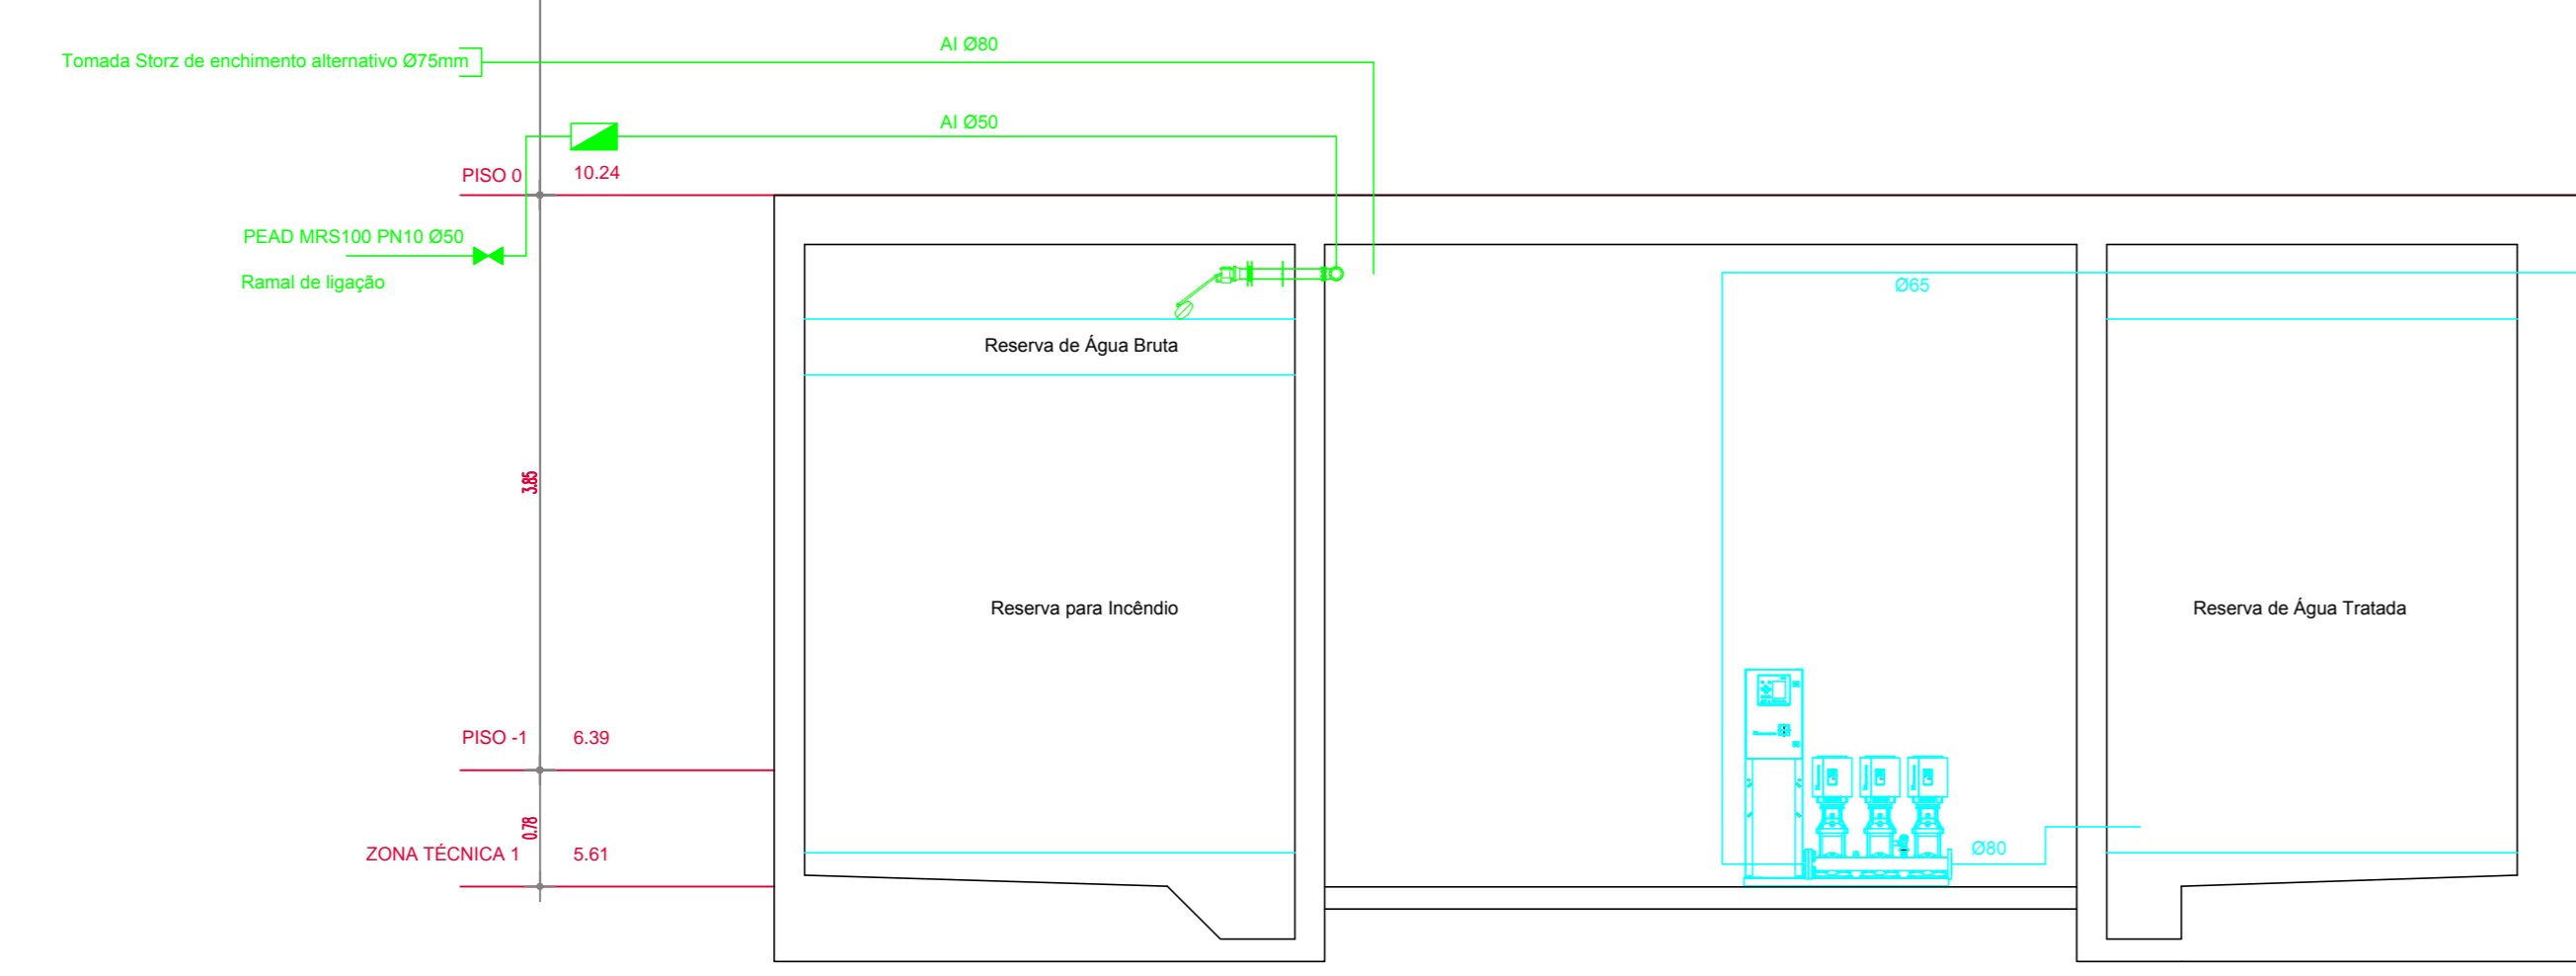 AI Ø80
Tomada Storz de enchimento alternativo Ø75mm
AI Ø50
PISO 0
10.24
PEAD MRS100 PN10 Ø50
Ramal de ligação
Ø65
Reserva de Água Bruta
3.85
Reserva para Incêndio
Reserva de Água Tratada
PISO -1
6.39
0.78
ZONA TÉCNICA 1
5.61
Ø80